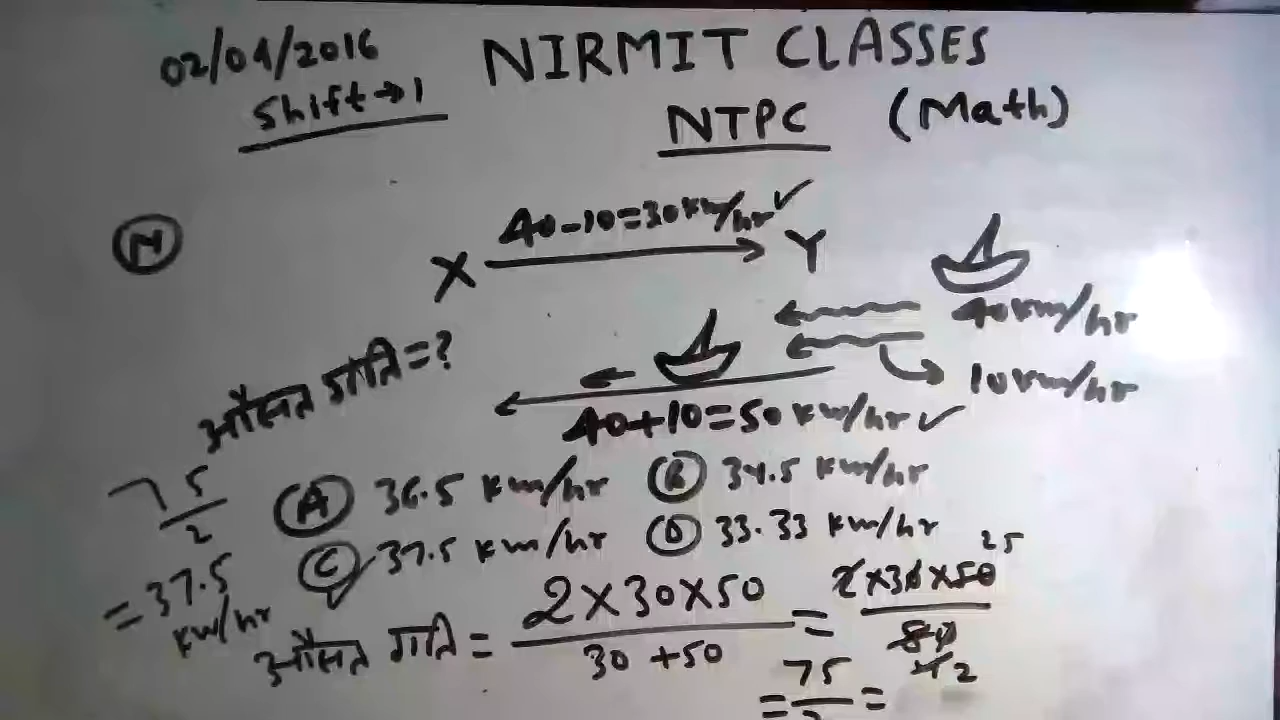 02/04/2016 NIRMIT CLASSES
Shift→1 NTPC (Math)
N
40-10=30km/hr ✓
X Y
40km/hr
10km/hr
औसत गति=?
40+10=50km/hr ✓
75/2 (A) 36.5 km/hr (B) 34.5 km/hr
=37.5 km/hr (C) 37.5 km/hr (D) 33.33 km/hr
औसत गति = 2×30×50 / 30+50 = 2×30×50 / 80
25
42
= 75/2 =